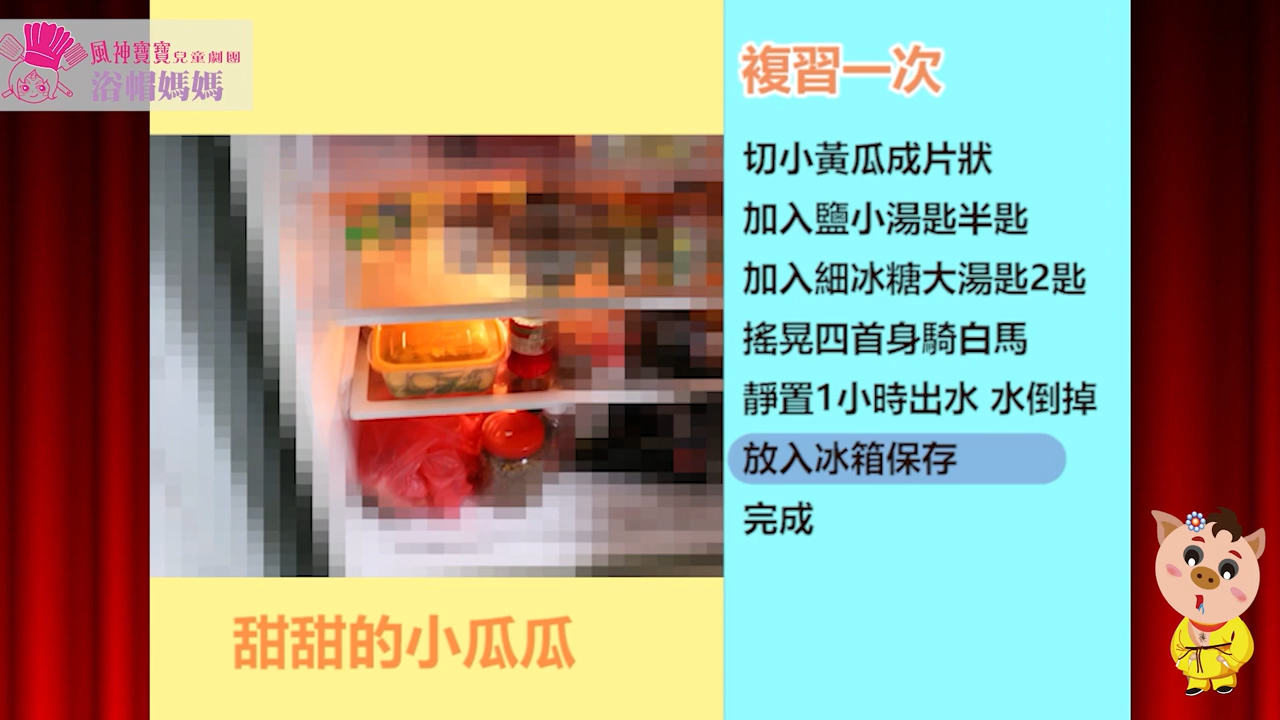 風神寶寶兒童劇團
浴帽媽媽
複習一次
切小黃瓜成片狀
加入鹽小湯匙半匙
加入細冰糖大湯匙2匙
搖晃四首身騎白馬
靜置1小時出水 水倒掉
放入冰箱保存
完成
甜甜的小瓜瓜